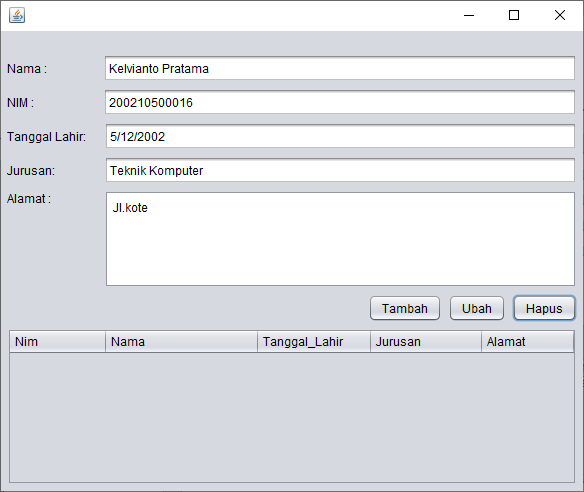 Nama : Kelvianto Pratama
NIM : 200210500016
Tanggal Lahir: 5/12/2002
Jurusan: Teknik Komputer
Alamat : Jl.kote
Tambah Ubah Hapus
Nim Nama Tanggal_Lahir Jurusan Alamat